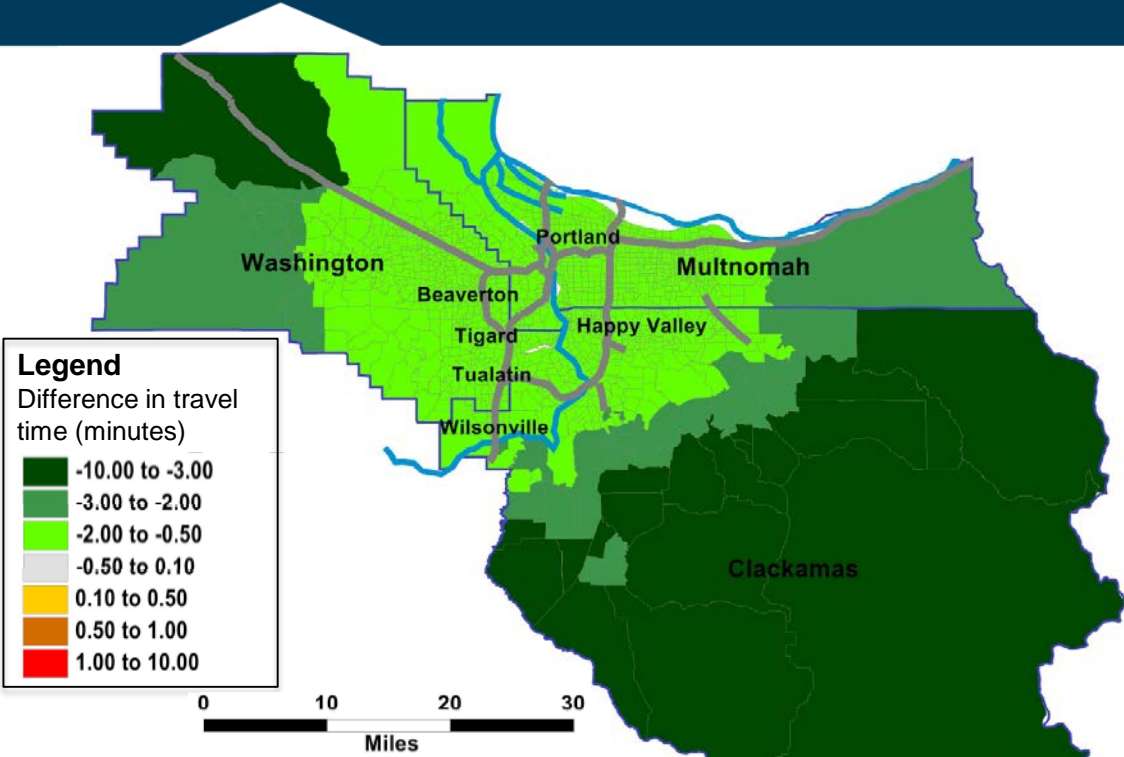 Portland
Washington
Multnomah
Beaverton
Happy Valley
Tigard
Tualatin
Wilsonville
Clackamas
Legend
Difference in travel
time (minutes)
-10.00 to -3.00
-3.00 to -2.00
-2.00 to -0.50
-0.50 to 0.10
0.10 to 0.50
0.50 to 1.00
1.00 to 10.00
0 10 20 30
Miles